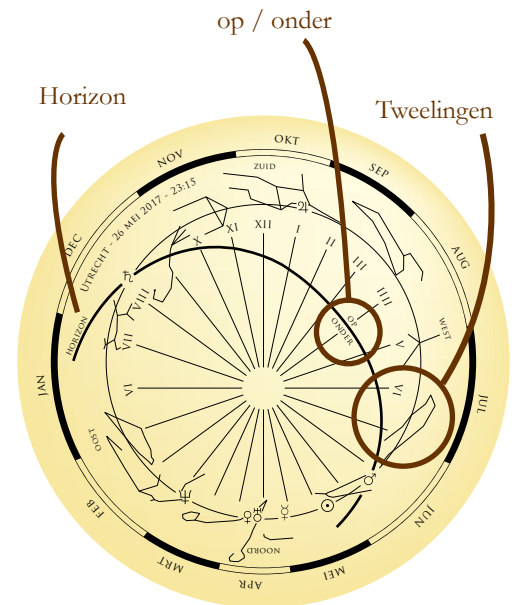 op / onder
Horizon
Tweelingen
OKT
NOV
SEP
ZUID
DEC
UTRECHT - 26 MEI 2017 - 23:15
AUG
XII
XI
I
X
II
III
VIII
IIII
OP
ONDER
HORIZON
VII
V
WEST
JAN
VI
VI
JUL
OOST
FEB
JUN
NOORD
MRT
MEI
APR